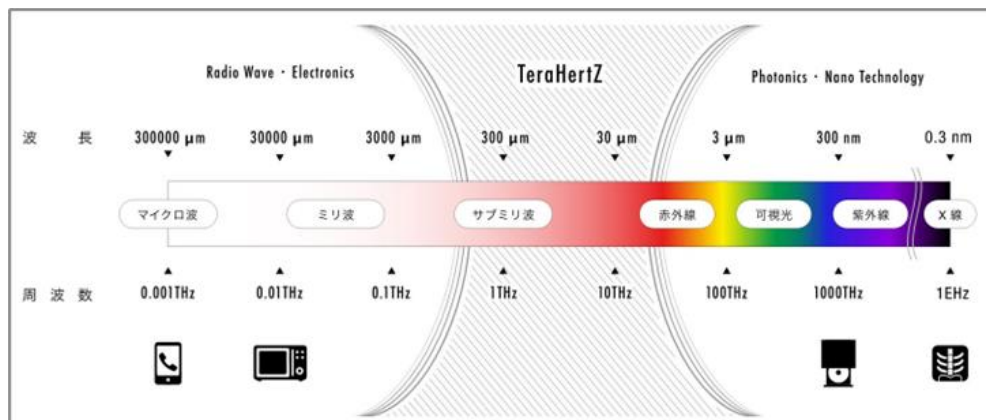 Radio Wave・Electronics
TeraHertZ
Photonics・Nano Technology
波長 300000 μm 30000 μm 3000 μm 300 μm 30 μm 3 μm 300 nm 0.3 nm
マイクロ波 ミリ波 サブミリ波 赤外線 可視光 紫外線 X線
周波数 0.001THz 0.01THz 0.1THz 1THz 10THz 100THz 1000THz 1EHz